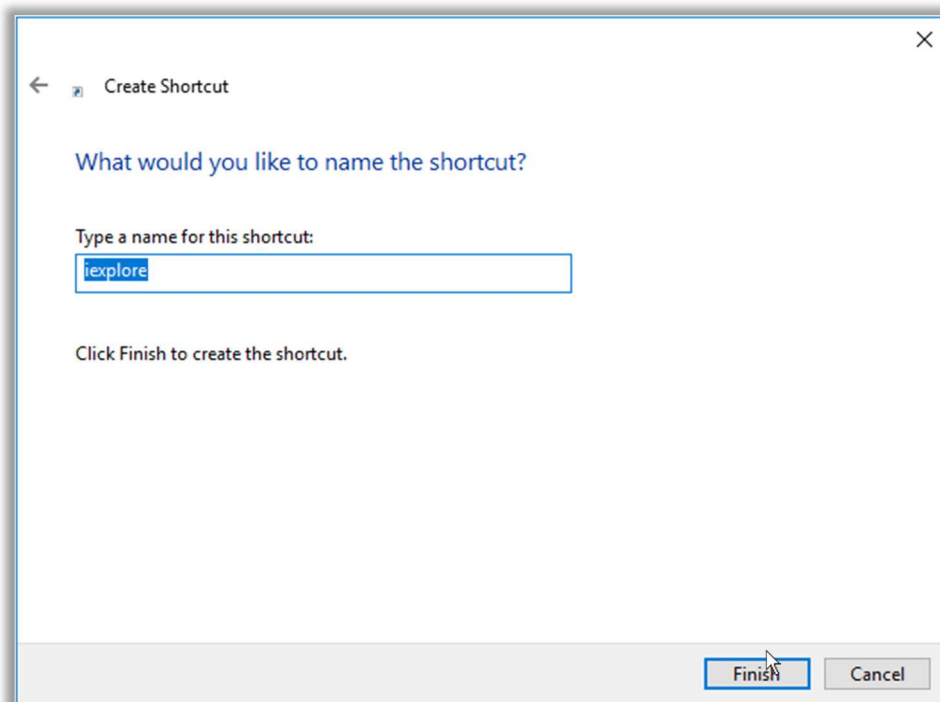 Create Shortcut
What would you like to name the shortcut?
Type a name for this shortcut:
iexplore
Click Finish to create the shortcut.
Finish
Cancel